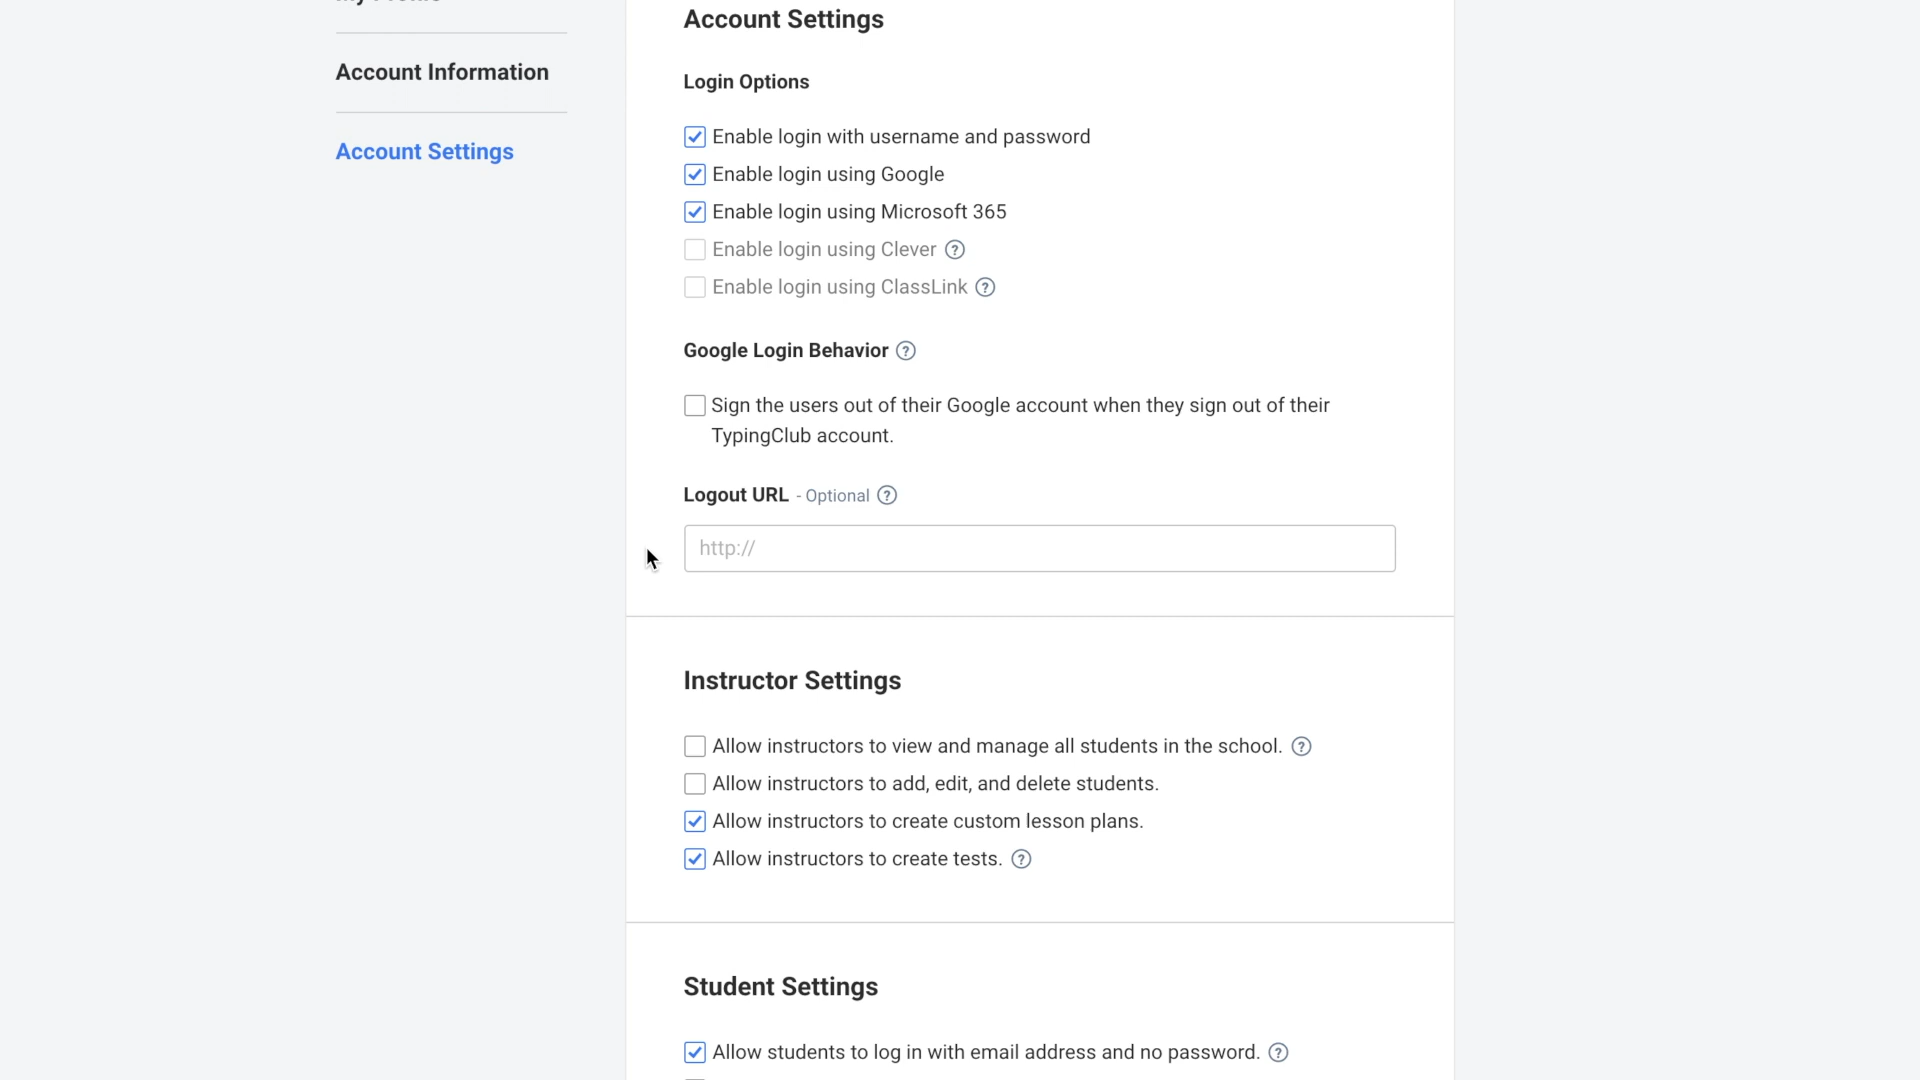 Account Information
Account Settings
Account Settings
Login Options
Enable login with username and password
Enable login using Google
Enable login using Microsoft 365
Enable login using Clever ?
Enable login using ClassLink ?
Google Login Behavior ?
Sign the users out of their Google account when they sign out of their
TypingClub account.
Logout URL - Optional ?
http://
Instructor Settings
Allow instructors to view and manage all students in the school. ?
Allow instructors to add, edit, and delete students.
Allow instructors to create custom lesson plans.
Allow instructors to create tests. ?
Student Settings
Allow students to log in with email address and no password. ?